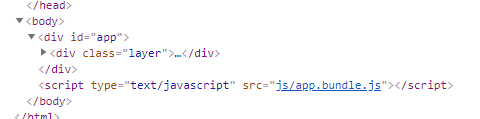 </head>
▼<body>
▼<div id="app">
▶<div class="layer">…</div>
</div>
<script type="text/javascript" src="js/app.bundle.js"></script>
</body>
</html>